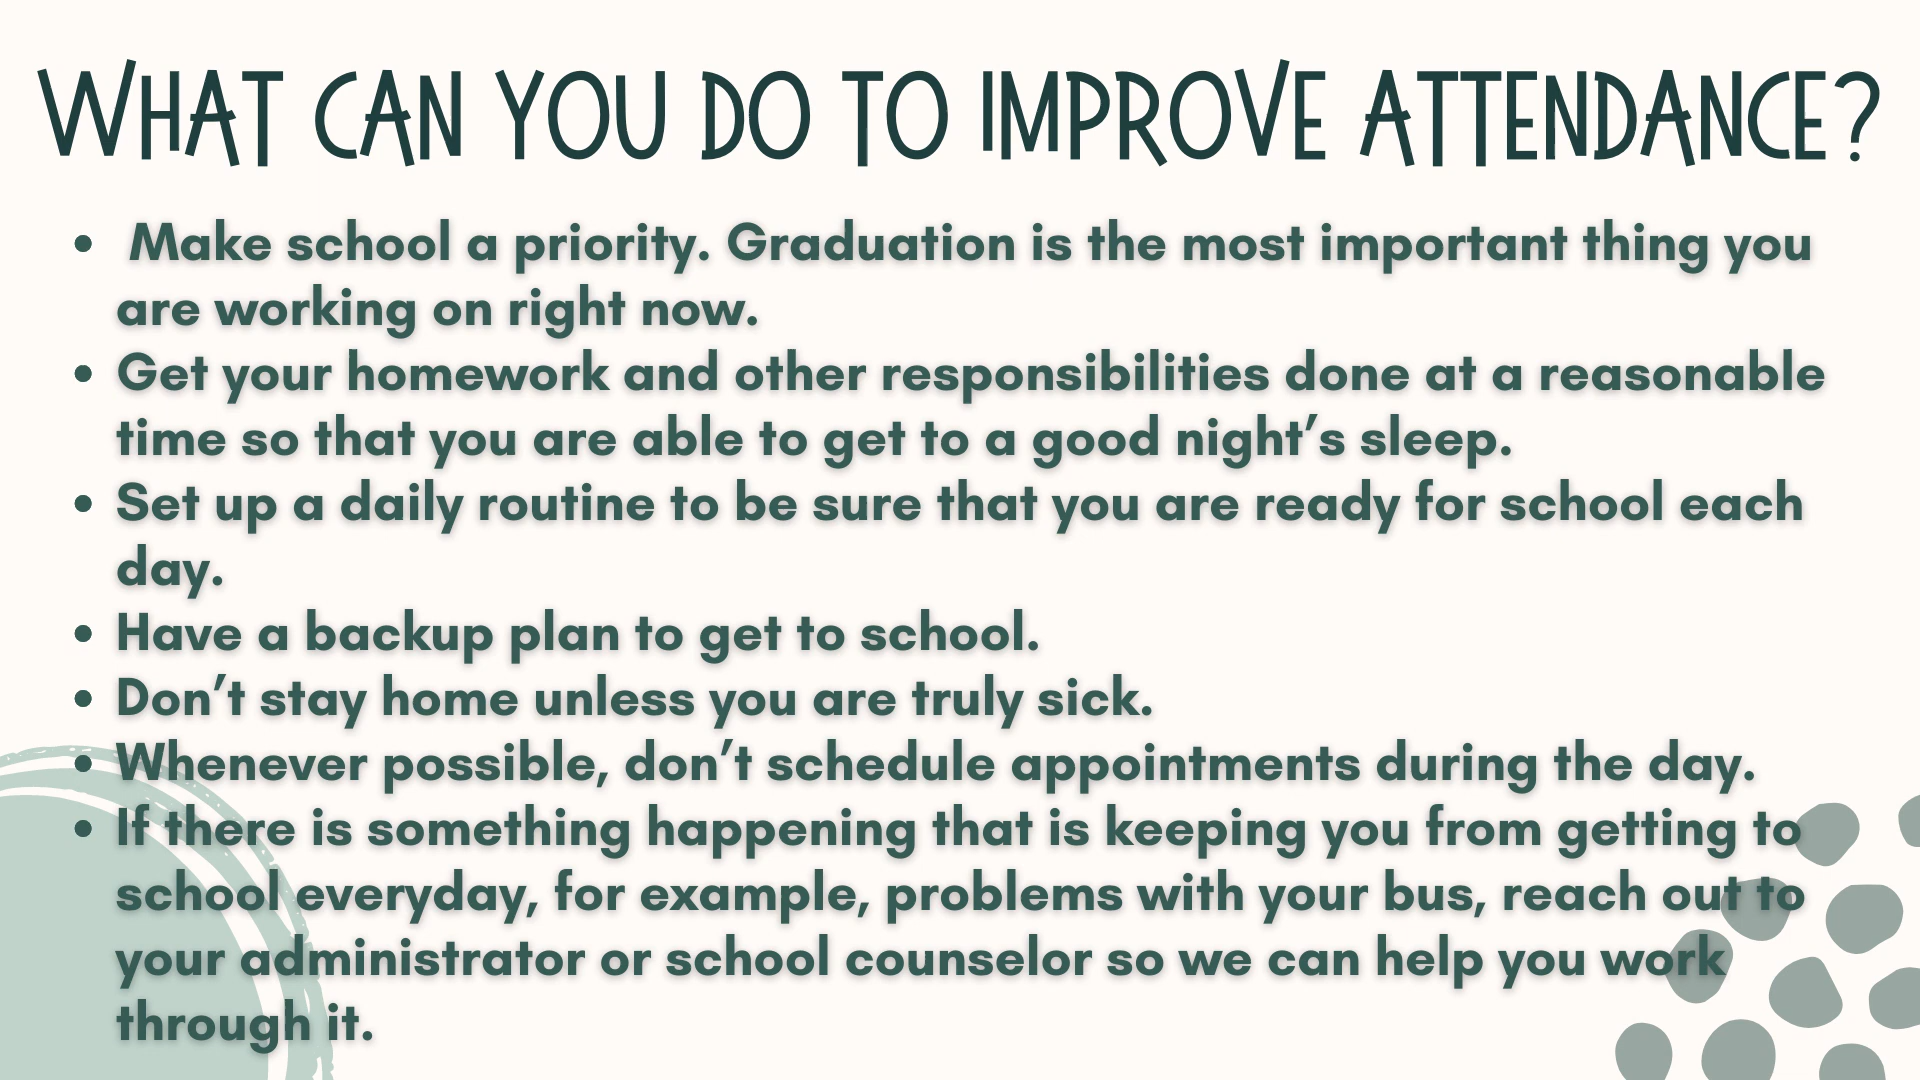 WHAT CAN YOU DO TO IMPROVE ATTENDANCE?
• Make school a priority. Graduation is the most important thing you
are working on right now.
• Get your homework and other responsibilities done at a reasonable
time so that you are able to get to a good night’s sleep.
• Set up a daily routine to be sure that you are ready for school each
day.
• Have a backup plan to get to school.
• Don’t stay home unless you are truly sick.
• Whenever possible, don’t schedule appointments during the day.
• If there is something happening that is keeping you from getting to
school everyday, for example, problems with your bus, reach out to
your administrator or school counselor so we can help you work
through it.